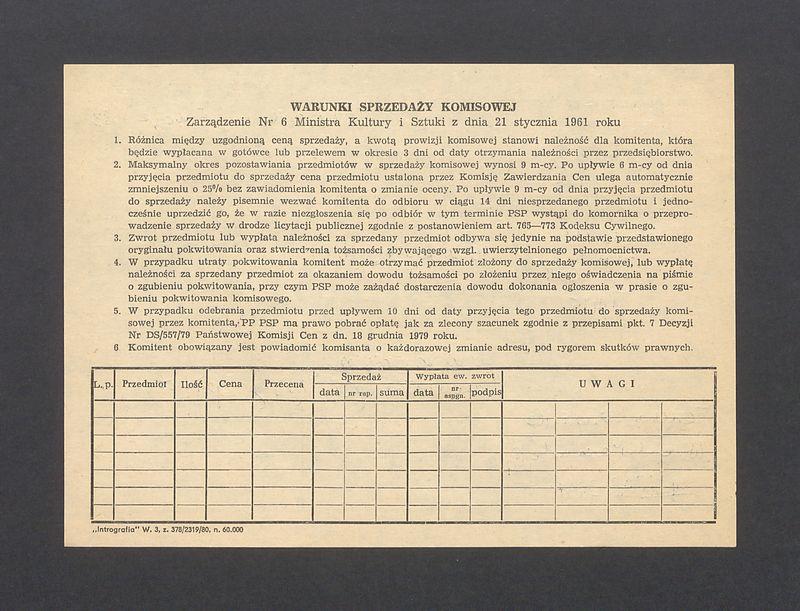 WARUNKI SPRZEDAŻY KOMISOWEJ
Zarządzenie Nr 6 Ministra Kultury i Sztuki z dnia 21 stycznia 1961 roku
1. Różnica między uzgodnioną ceną sprzedaży, a kwotą prowizji komisowej stanowi należność dla komitenta, która
będzie wypłacana w gotówce lub przelewem w okresie 3 dni od daty otrzymania należności przez przedsiębiorstwo.
2. Maksymalny okres pozostawiania przedmiotów w sprzedaży komisowej wynosi 9 m-cy. Po upływie 6 m-cy od dnia
przyjęcia przedmiotu do sprzedaży cena przedmiotu ustalona przez Komisję Zawierdzania Cen ulega automatycznie
zmniejszeniu o 25% bez zawiadomienia komitenta o zmianie oceny. Po upływie 9 m-cy od dnia przyjęcia przedmiotu
do sprzedaży należy pisemnie wezwać komitenta do odbioru w ciągu 14 dni niesprzedanego przedmiotu i jedno-
cześnie uprzedzić go, że w razie niezgłoszenia się po odbiór w tym terminie PSP wystąpi do komornika o przepro-
wadzenie sprzedaży w drodze licytacji publicznej zgodnie z postanowieniem art. 765—773 Kodeksu Cywilnego.
3. Zwrot przedmiotu lub wypłata należności za sprzedany przedmiot odbywa się jedynie na podstawie przedstawionego
oryginału pokwitowania oraz stwierdzenia tożsamości zbywającego wzgl. uwierzytelnionego pełnomocnictwa.
4. W przypadku utraty pokwitowania komitent może otrzymać przedmiot złożony do sprzedaży komisowej, lub wypłatę
należności za sprzedany przedmiot za okazaniem dowodu tożsamości po złożeniu przez niego oświadczenia na piśmie
o zgubieniu pokwitowania, przy czym PSP może zażądać dostarczenia dowodu dokonania ogłoszenia w prasie o zgu-
bieniu pokwitowania komisowego.
5. W przypadku odebrania przedmiotu przed upływem 10 dni od daty przyjęcia tego przedmiotu do sprzedaży komi-
sowej przez komitenta, PP PSP ma prawo pobrać opłatę jak za zlecony szacunek zgodnie z przepisami pkt. 7 Decyzji
Nr DS/557/79 Państwowej Komisji Cen z dn. 18 grudnia 1979 roku.
6 Komitent obowiązany jest powiadomić komisanta o każdorazowej zmianie adresu, pod rygorem skutków prawnych.
L. p. Przedmiot Ilość Cena Przecena Sprzedaż Wypłata ew. zwrot UWAGI
data nr rap. suma data nr aspgn. podpis
„Intrografia" W. 3, z. 378/2319/80, n. 60.000